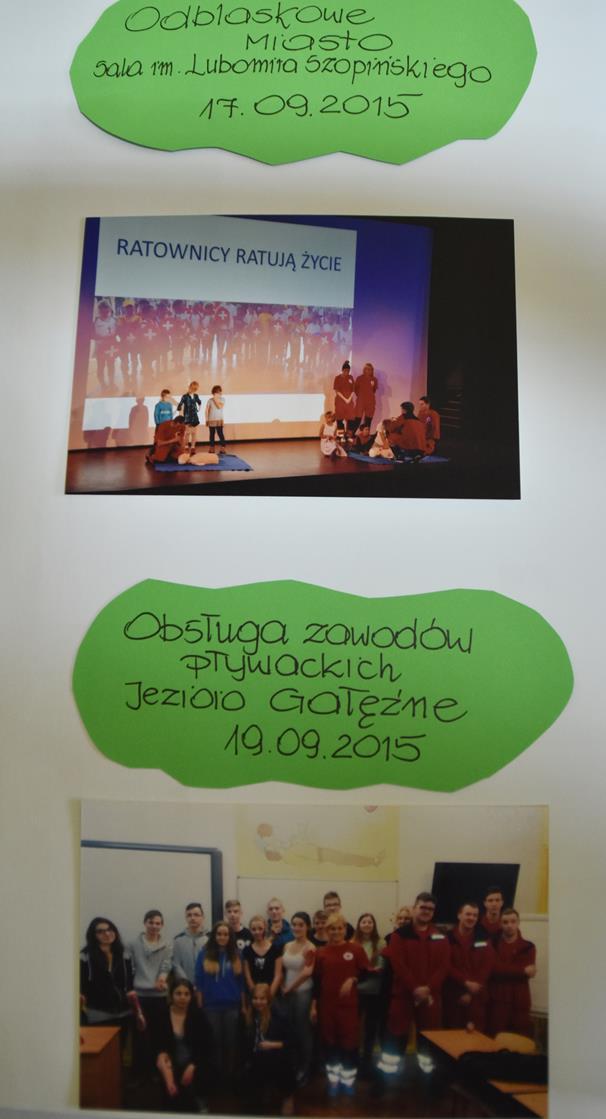 Odblaskowe
Miasto
Sala im. Lubomira Szopińskiego
17.09.2015
RATOWNICY RATUJĄ ŻYCIE
Obsługa zawodów
pływackich
Jezioro Gałęźne
19.09.2015